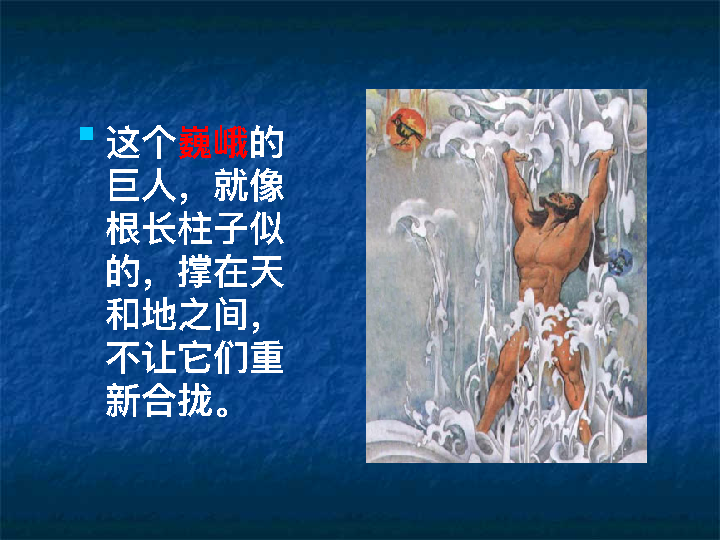 这个巍峨的
巨人，就像
根长柱子似
的，撑在天
和地之间，
不让它们重
新合拢。